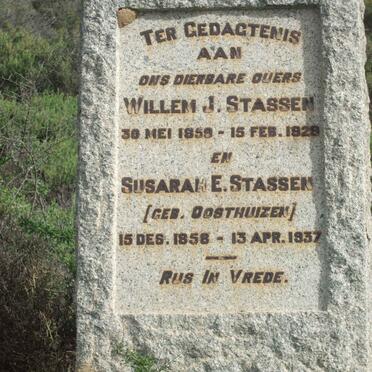 TER GEDAGTENIS
AAN
ONS DIERBARE OUERS
WILLEM J. STASSEN
30 MEI 1859 - 15 FEB. 1929
EN
SUSARAH E. STASSEN
[GEB. OOSTHUIZEN]
15 DES. 1858 - 13 APR. 1937
RUS IN VREDE.